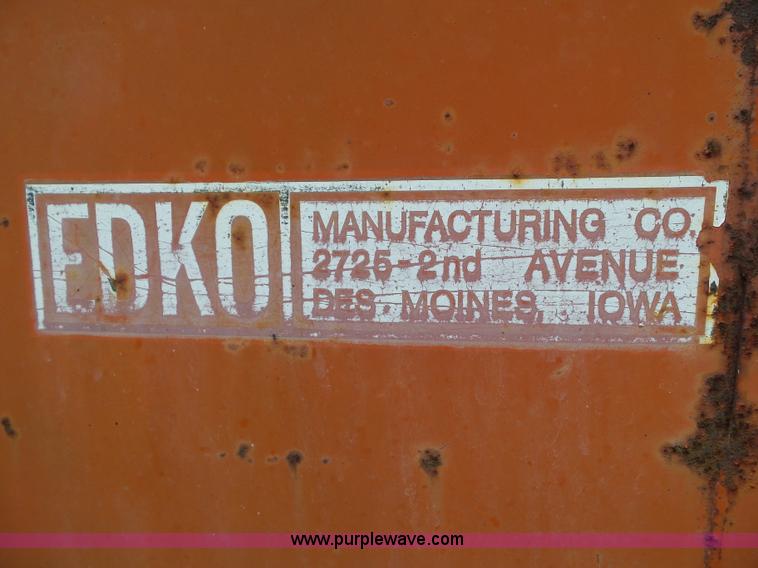 EDKO
MANUFACTURING CO.
2725-2nd AVENUE
DES MOINES, IOWA
www.purplewave.com